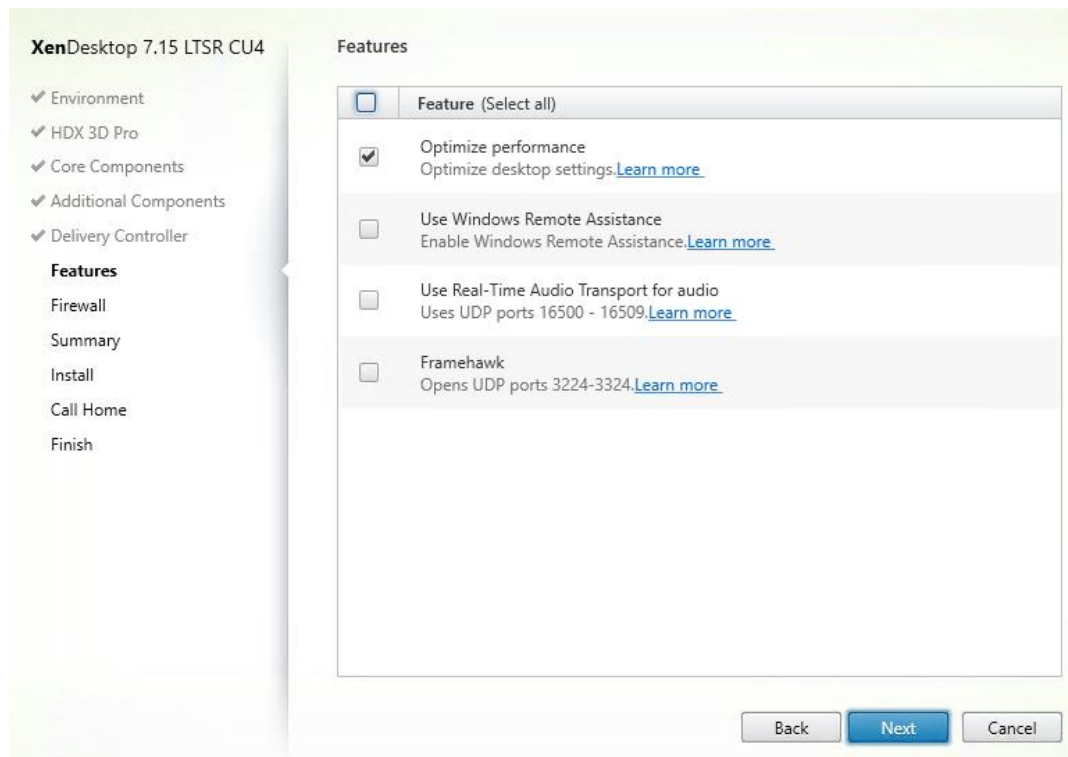 XenDesktop 7.15 LTSR CU4
Environment
HDX 3D Pro
Core Components
Additional Components
Delivery Controller
Features
Firewall
Summary
Install
Call Home
Finish
Features
Feature (Select all)
Optimize performance
Optimize desktop settings.Learn more
Use Windows Remote Assistance
Enable Windows Remote Assistance.Learn more
Use Real-Time Audio Transport for audio
Uses UDP ports 16500 - 16509.Learn more
Framehawk
Opens UDP ports 3224-3324.Learn more
Back Next Cancel